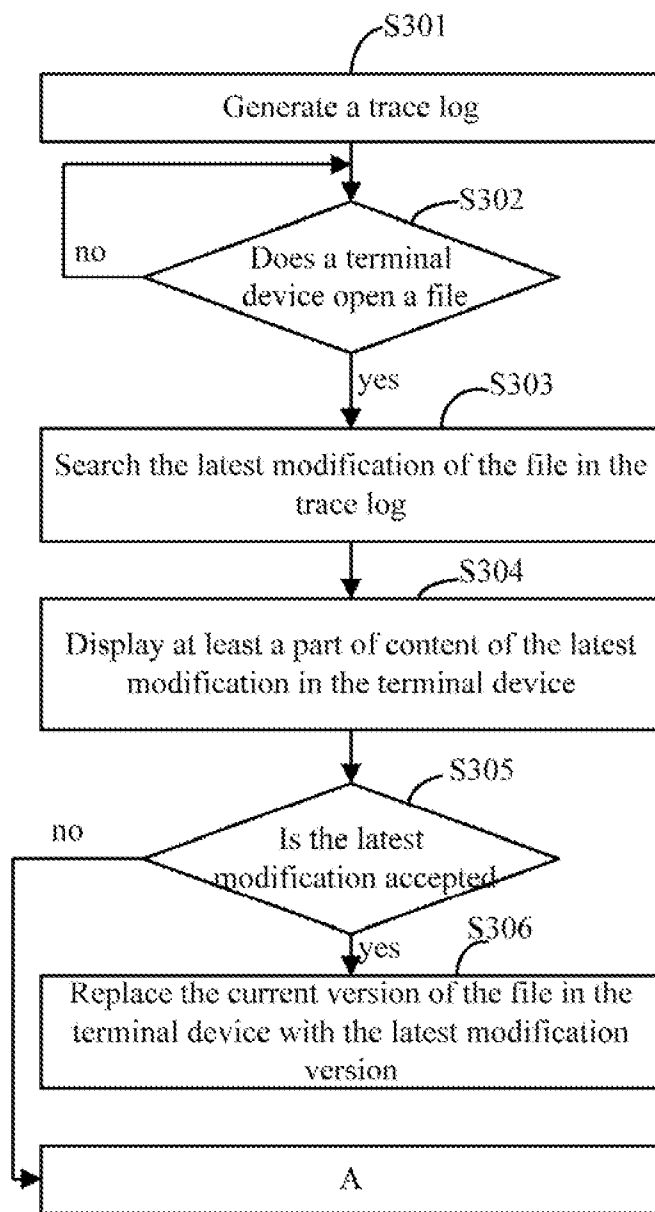 S301
Generate a trace log
S302
no
Does a terminal
device open a file
yes
S303
Search the latest modification of the file in the
trace log
S304
Display at least a part of content of the latest
modification in the terminal device
S305
no
Is the latest
modification accepted
yes
S306
Replace the current version of the file in the
terminal device with the latest modification
version
A